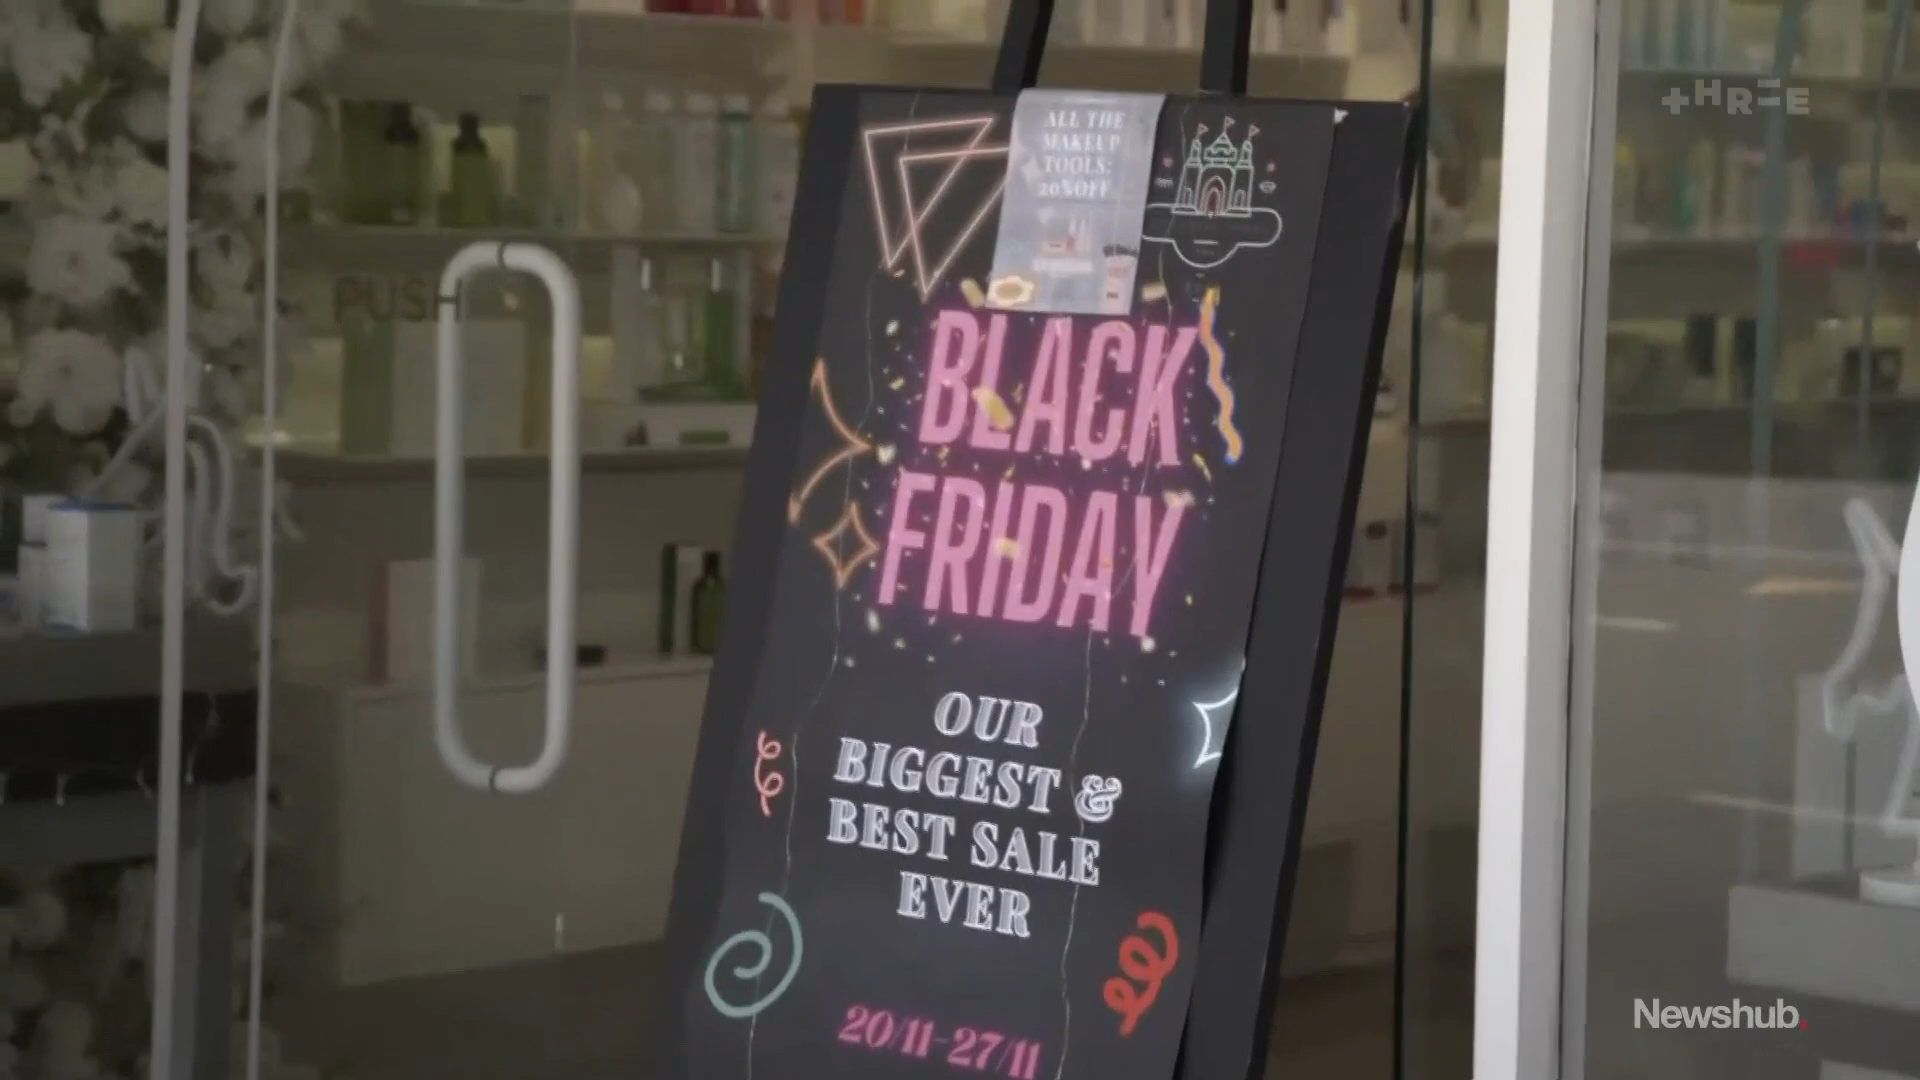 +HR=E
ALL THE
MAKEUP
TOOLS:
20%OFF
PUSH
BLACK
FRIDAY
OUR
BIGGEST &
BEST SALE
EVER
20/11-27/11
Newshub.